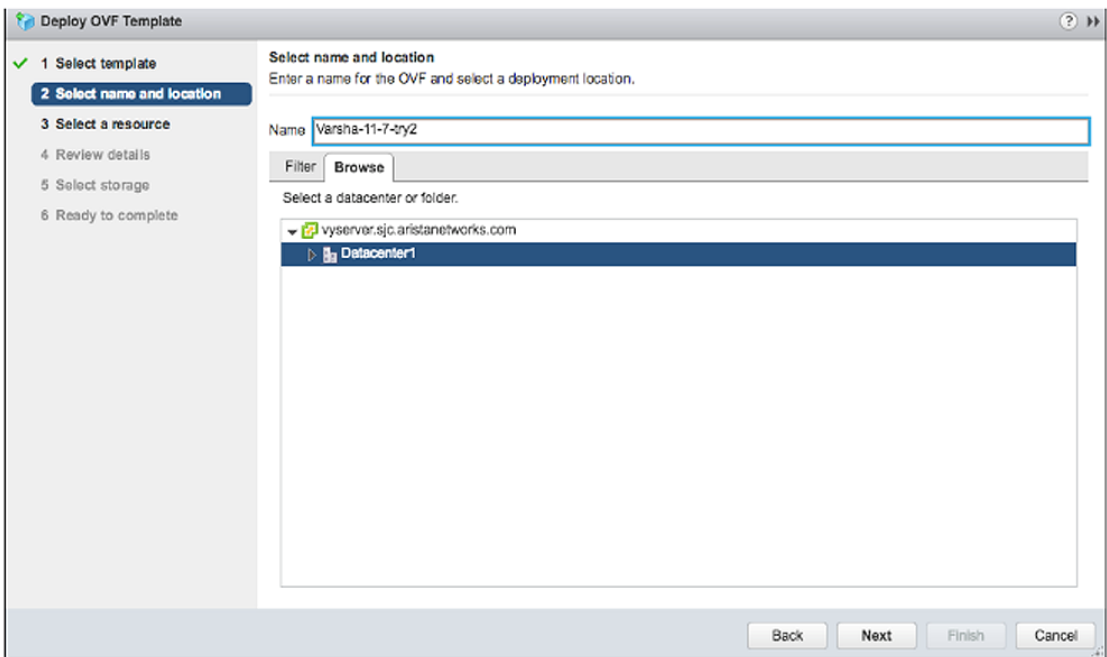 Deploy OVF Template
?
1 Select template
2 Select name and location
3 Select a resource
4 Review details
5 Select storage
6 Ready to complete
Select name and location
Enter a name for the OVF and select a deployment location.
Name Varsha-11-7-try2
Filter Browse
Select a datacenter or folder.
vyserver.sjc.aristanetworks.com
Datacenter1
Back Next Finish Cancel